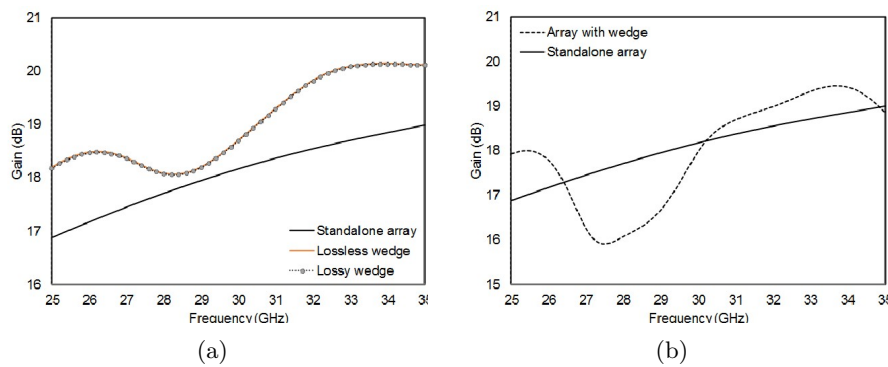 21
20
19
18
17
16
Gain (dB)
Standalone array
Lossless wedge
Lossy wedge
25 26 27 28 29 30 31 32 33 34 35
Frequency (GHz)
(a)
21
20
19
18
17
16
15
Gain (dB)
Array with wedge
Standalone array
25 26 27 28 29 30 31 32 33 34 35
Frequency (GHz)
(b)